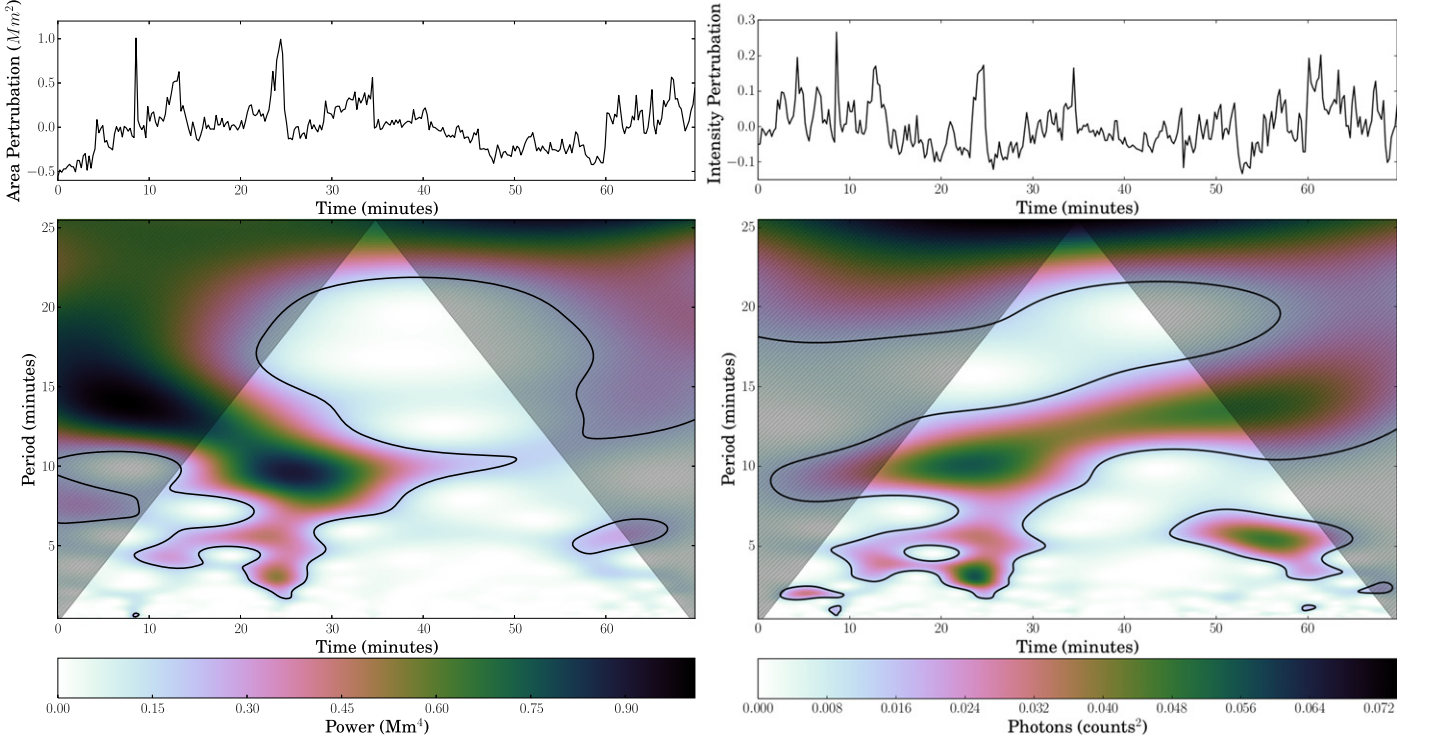 Area Pertrubation (Mm²)
1.0
0.5
0.0
−0.5
0 10 20 30 40 50 60
Time (minutes)
Intensity Pertrubation
0.3
0.2
0.1
0.0
−0.1
0 10 20 30 40 50 60
Time (minutes)
Period (minutes)
25
20
15
10
5
0 10 20 30 40 50 60
Time (minutes)
Period (minutes)
25
20
15
10
5
0 10 20 30 40 50 60
Time (minutes)
0.00 0.15 0.30 0.45 0.60 0.75 0.90
Power (Mm⁴)
0.000 0.008 0.016 0.024 0.032 0.040 0.048 0.056 0.064 0.072
Photons (counts²)